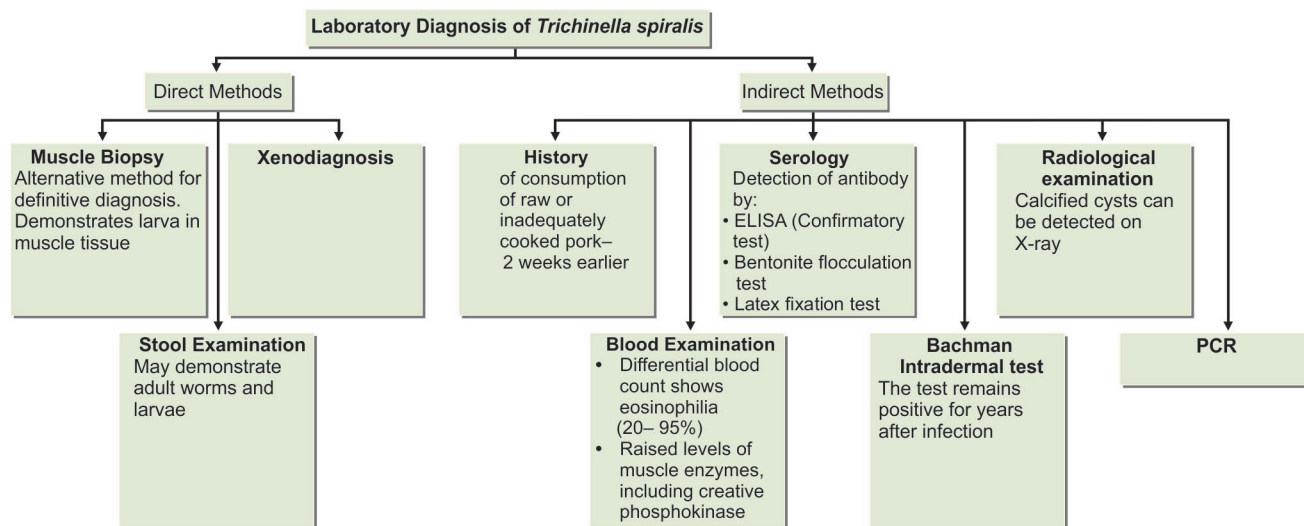 Laboratory Diagnosis of Trichinella spiralis
Direct Methods
Indirect Methods
Muscle Biopsy
Alternative method for
definitive diagnosis.
Demonstrates larva in
muscle tissue
Xenodiagnosis
History
of consumption
of raw or
inadequately
cooked pork–
2 weeks earlier
Serology
Detection of antibody
by:
• ELISA (Confirmatory
test)
• Bentonite flocculation
test
• Latex fixation test
Radiological
examination
Calcified cysts can
be detected on
X-ray
Stool Examination
May demonstrate
adult worms and
larvae
Blood Examination
• Differential blood
count shows
eosinophilia
(20– 95%)
• Raised levels of
muscle enzymes,
including creative
phosphokinase
Bachman
Intradermal test
The test remains
positive for years
after infection
PCR